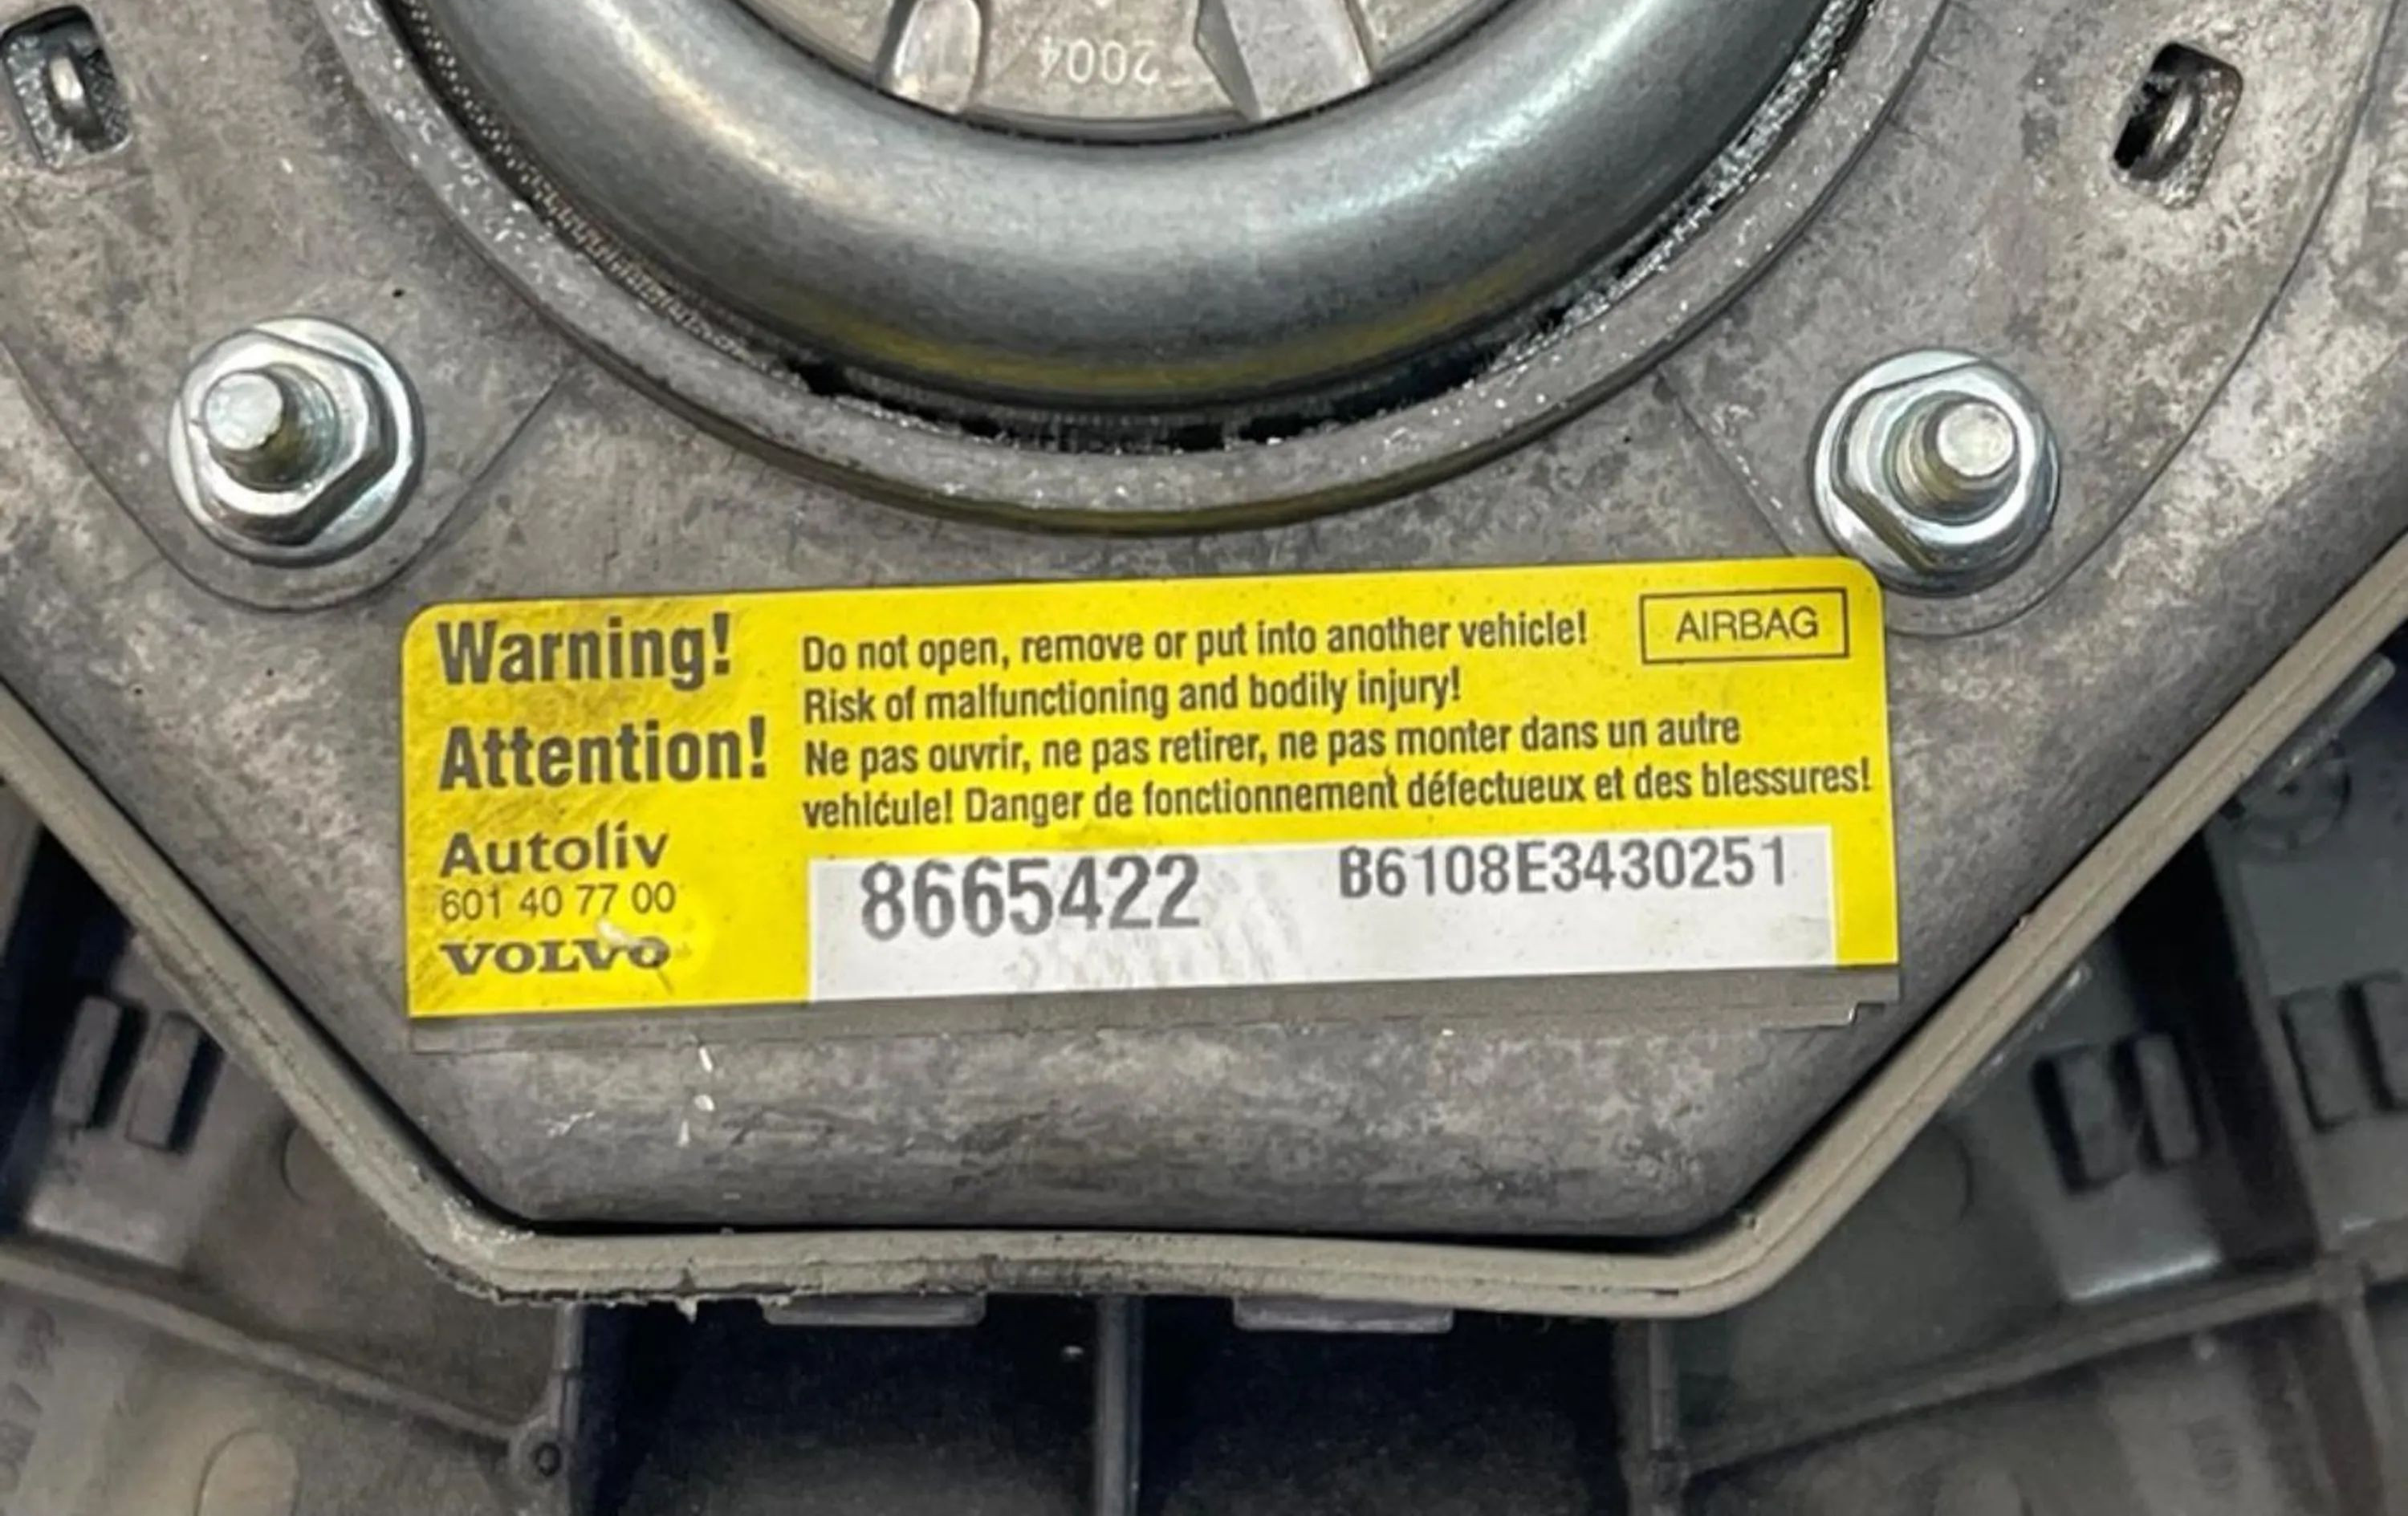 2004
Warning!
Attention!
Autoliv
601 40 77 00
VOLVO
Do not open, remove or put into another vehicle!
Risk of malfunctioning and bodily injury!
Ne pas ouvrir, ne pas retirer, ne pas monter dans un autre
vehicule! Danger de fonctionnement défectueux et des blessures!
AIRBAG
8665422
B6108E3430251